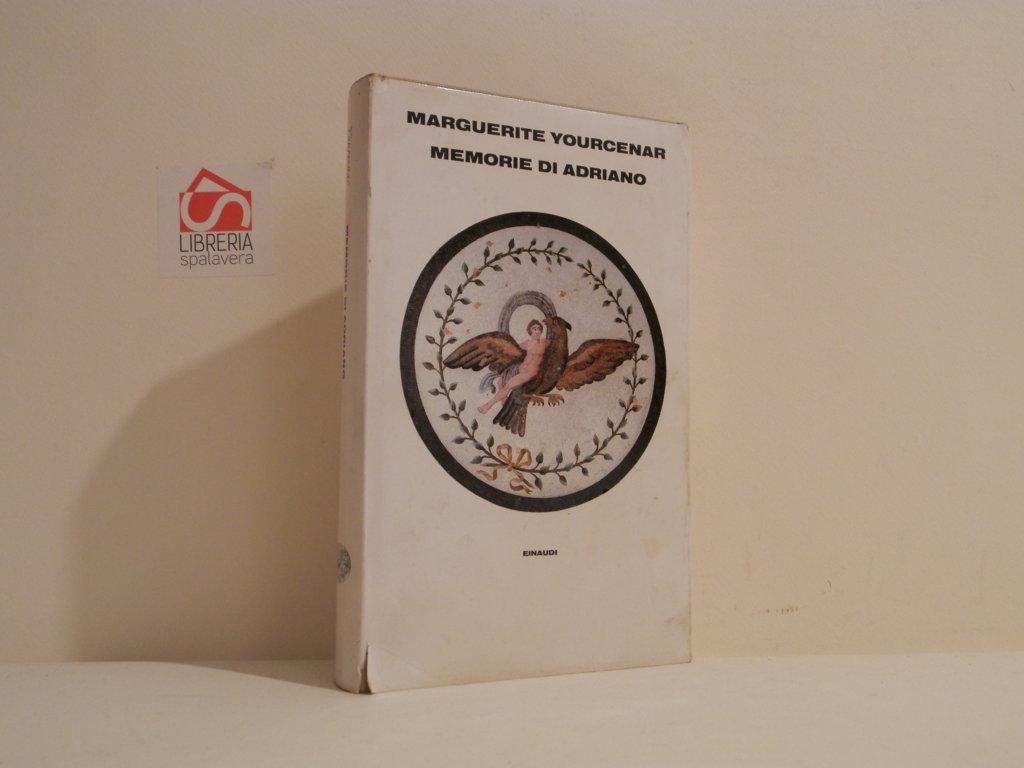 MARGUERITE YOURCENAR
MEMORIE DI ADRIANO
EINAUDI
LIBRERIA
spalavera